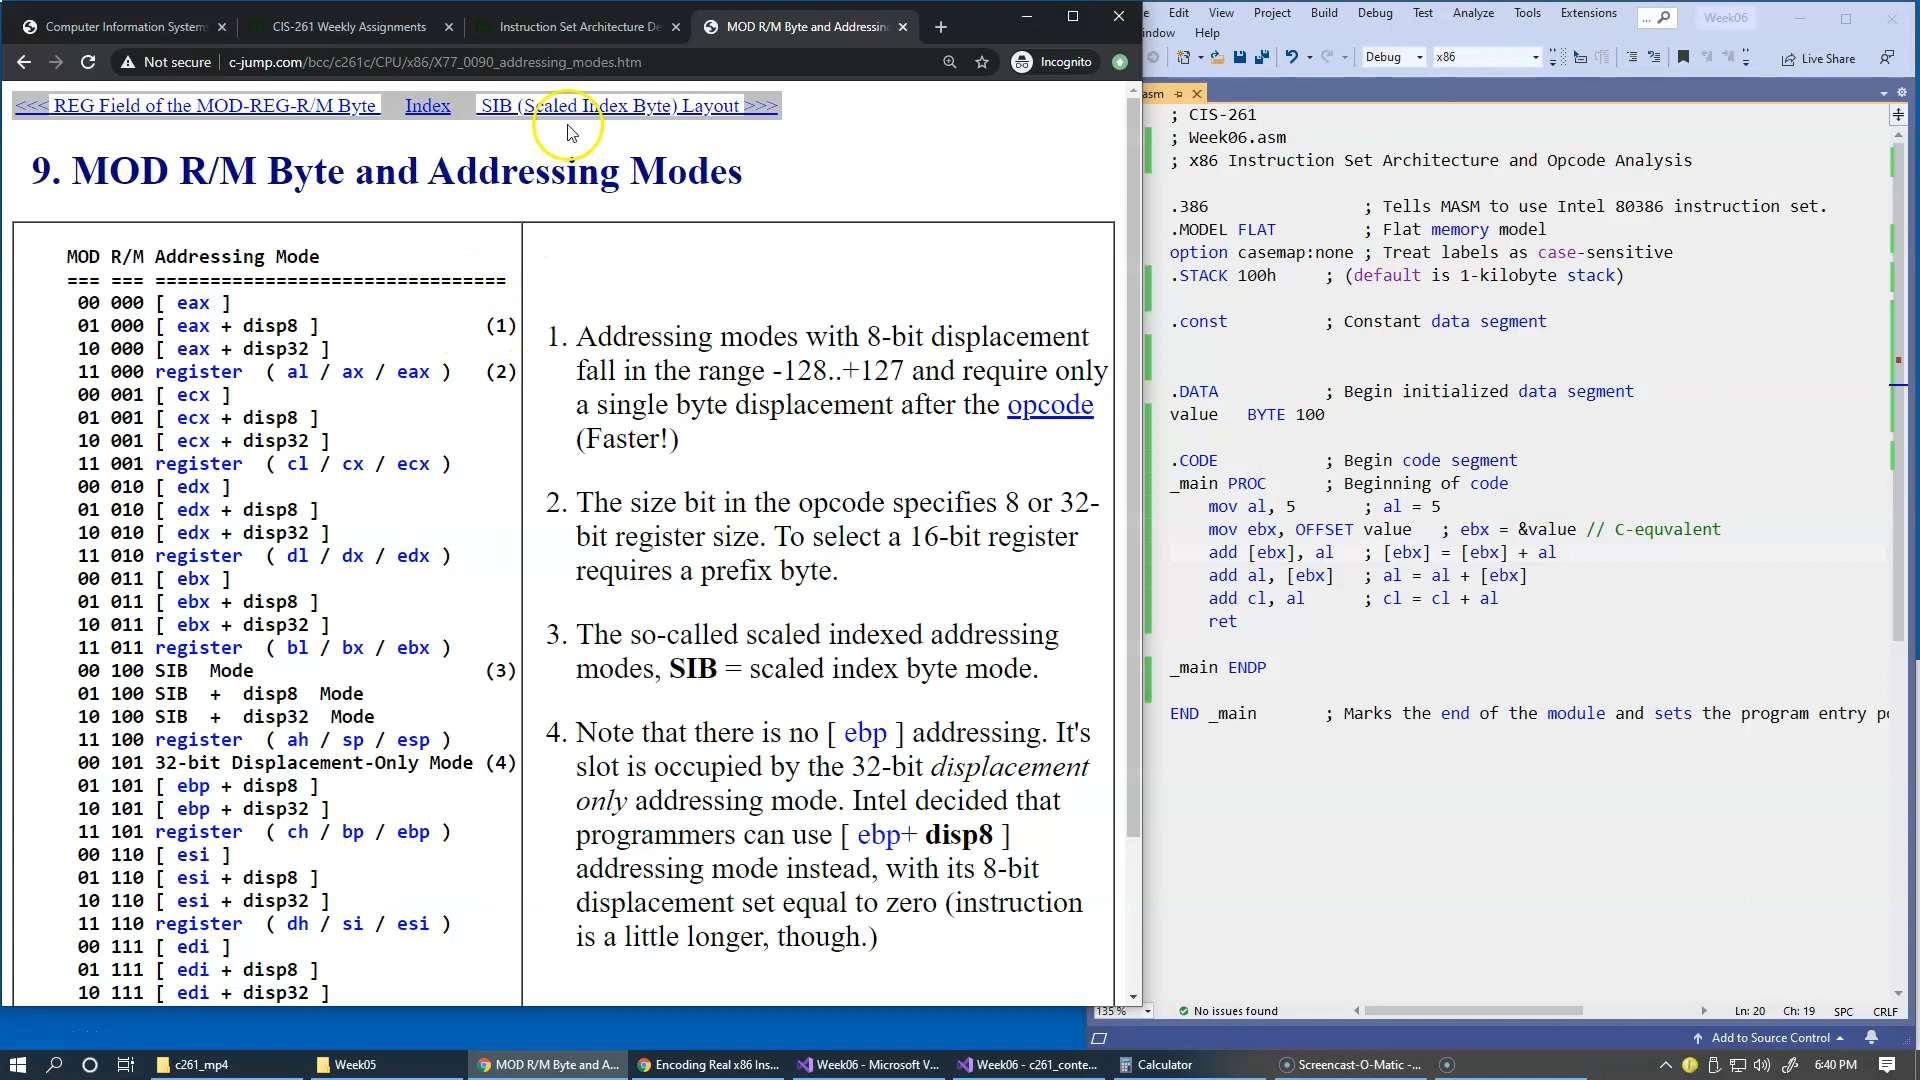 Computer Information Systems
CIS-261 Weekly Assignments
Instruction Set Architecture De
MOD R/M Byte and Addressin
Not secure
c-jump.com/bcc/c261c/CPU/x86/X77_0090_addressing_modes.htm
Incognito
<<< REG Field of the MOD-REG-R/M Byte Index SIB (Scaled Index Byte) Layout >>>
9. MOD R/M Byte and Addressing Modes
MOD R/M Addressing Mode
=== === ================================
00 000 [ eax ]
01 000 [ eax + disp8 ] (1)
10 000 [ eax + disp32 ]
11 000 register ( al / ax / eax ) (2)
00 001 [ ecx ]
01 001 [ ecx + disp8 ]
10 001 [ ecx + disp32 ]
11 001 register ( cl / cx / ecx )
00 010 [ edx ]
01 010 [ edx + disp8 ]
10 010 [ edx + disp32 ]
11 010 register ( dl / dx / edx )
00 011 [ ebx ]
01 011 [ ebx + disp8 ]
10 011 [ ebx + disp32 ]
11 011 register ( bl / bx / ebx )
00 100 SIB Mode (3)
01 100 SIB + disp8 Mode
10 100 SIB + disp32 Mode
11 100 register ( ah / sp / esp )
00 101 32-bit Displacement-Only Mode (4)
01 101 [ ebp + disp8 ]
10 101 [ ebp + disp32 ]
11 101 register ( ch / bp / ebp )
00 110 [ esi ]
01 110 [ esi + disp8 ]
10 110 [ esi + disp32 ]
11 110 register ( dh / si / esi )
00 111 [ edi ]
01 111 [ edi + disp8 ]
10 111 [ edi + disp32 ]
1. Addressing modes with 8-bit displacement
fall in the range -128..+127 and require only
a single byte displacement after the opcode
(Faster!)
2. The size bit in the opcode specifies 8 or 32-
bit register size. To select a 16-bit register
requires a prefix byte.
3. The so-called scaled indexed addressing
modes, SIB = scaled index byte mode.
4. Note that there is no [ ebp ] addressing. It's
slot is occupied by the 32-bit displacement
only addressing mode. Intel decided that
programmers can use [ ebp+ disp8 ]
addressing mode instead, with its 8-bit
displacement set equal to zero (instruction
is a little longer, though.)
Edit View Project Build Debug Test Analyze Tools Extensions ... Week06
indow Help
Debug x86 Live Share
asm
; CIS-261
; Week06.asm
; x86 Instruction Set Architecture and Opcode Analysis
.386 ; Tells MASM to use Intel 80386 instruction set.
.MODEL FLAT ; Flat memory model
option casemap:none ; Treat labels as case-sensitive
.STACK 100h ; (default is 1-kilobyte stack)
.const ; Constant data segment
.DATA ; Begin initialized data segment
value BYTE 100
.CODE ; Begin code segment
_main PROC ; Beginning of code
mov al, 5 ; al = 5
mov ebx, OFFSET value ; ebx = &value // C-equvalent
add [ebx], al ; [ebx] = [ebx] + al
add al, [ebx] ; al = al + [ebx]
add cl, al ; cl = cl + al
ret
_main ENDP
END _main ; Marks the end of the module and sets the program entry po
135 % No issues found Ln: 20 Ch: 19 SPC CRLF
Add to Source Control
c261_mp4
Week05
MOD R/M Byte and A...
Encoding Real x86 Ins...
Week06 - Microsoft V...
Week06 - c261_conte...
Calculator
Screencast-O-Matic -...
6:40 PM